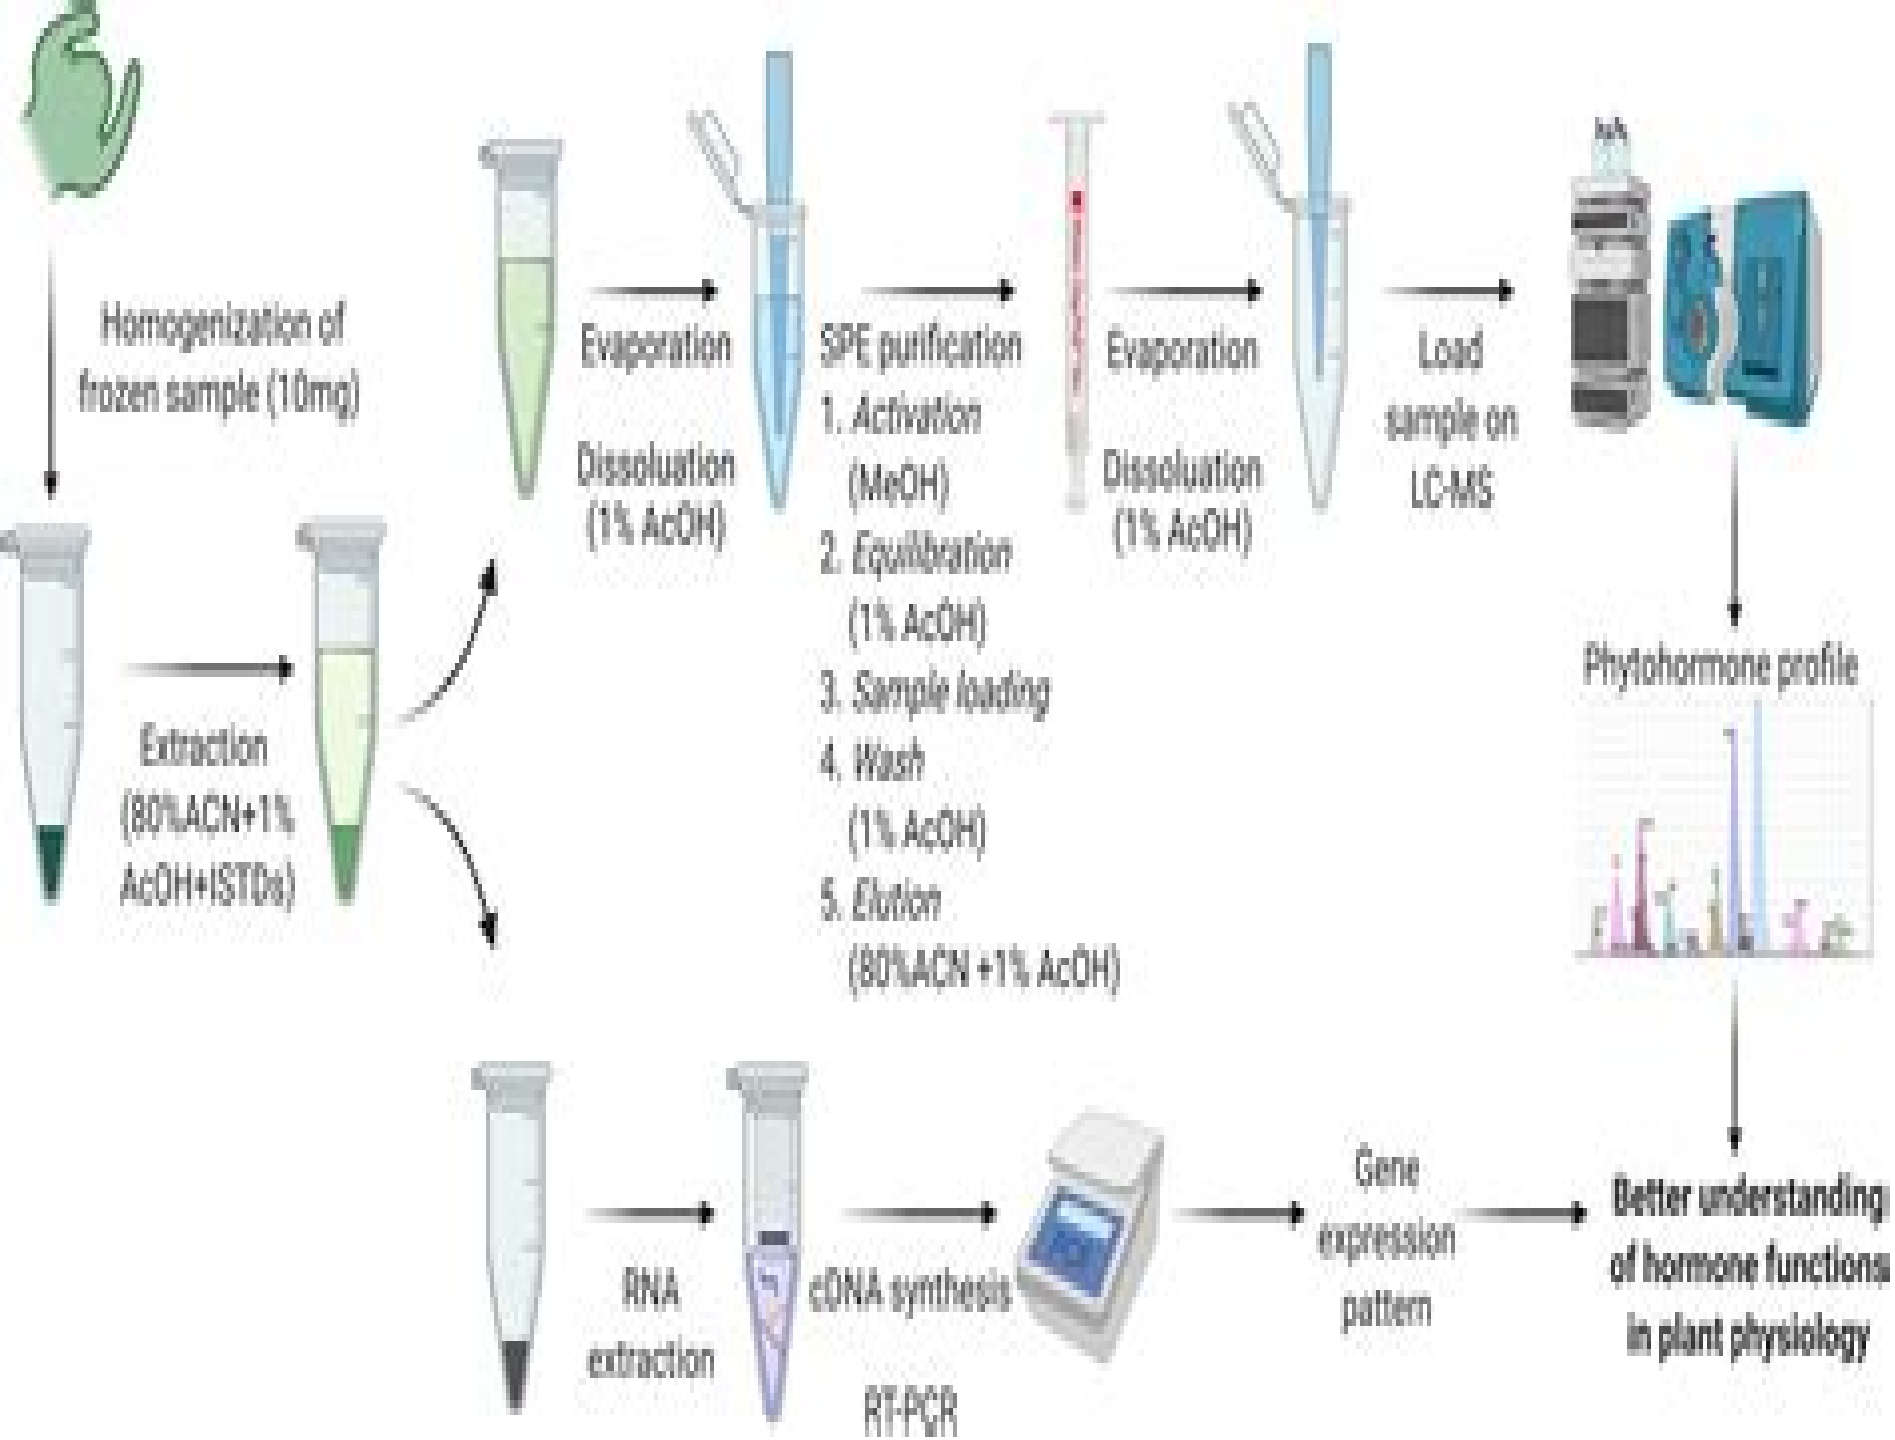 Homogenization of
frozen sample (10mg)
Extraction
(80%ACN+1%
AcOH+ISTDs)
Evaporation
Dissoluation
(1% AcOH)
SPE purification
1. Activation
(MeOH)
2. Equilibration
(1% AcOH)
3. Sample loading
4. Wash
(1% AcOH)
5. Elution
(80%ACN +1% AcOH)
Evaporation
Dissoluation
(1% AcOH)
Load
sample on
LC-MS
Phytohormone profile
RNA
extraction
cDNA synthesis
RT-PCR
Gene
expression
pattern
Better understanding
of hormone functions
in plant physiology